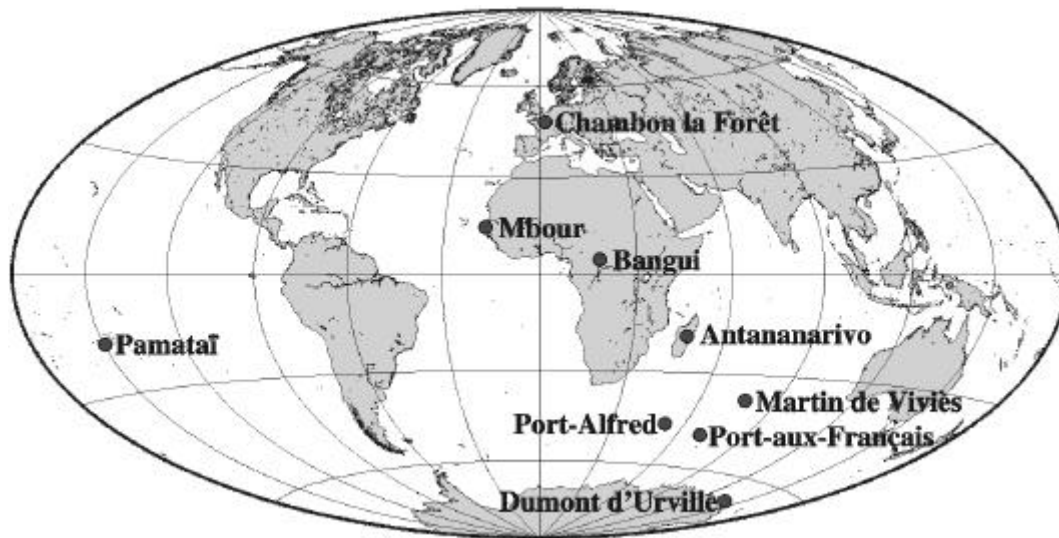 Chambon la Forêt
Mbour
Bangui
Pamataï
Antananarivo
Martin de Viviès
Port-Alfred
Port-aux-Français
Dumont d'Urville